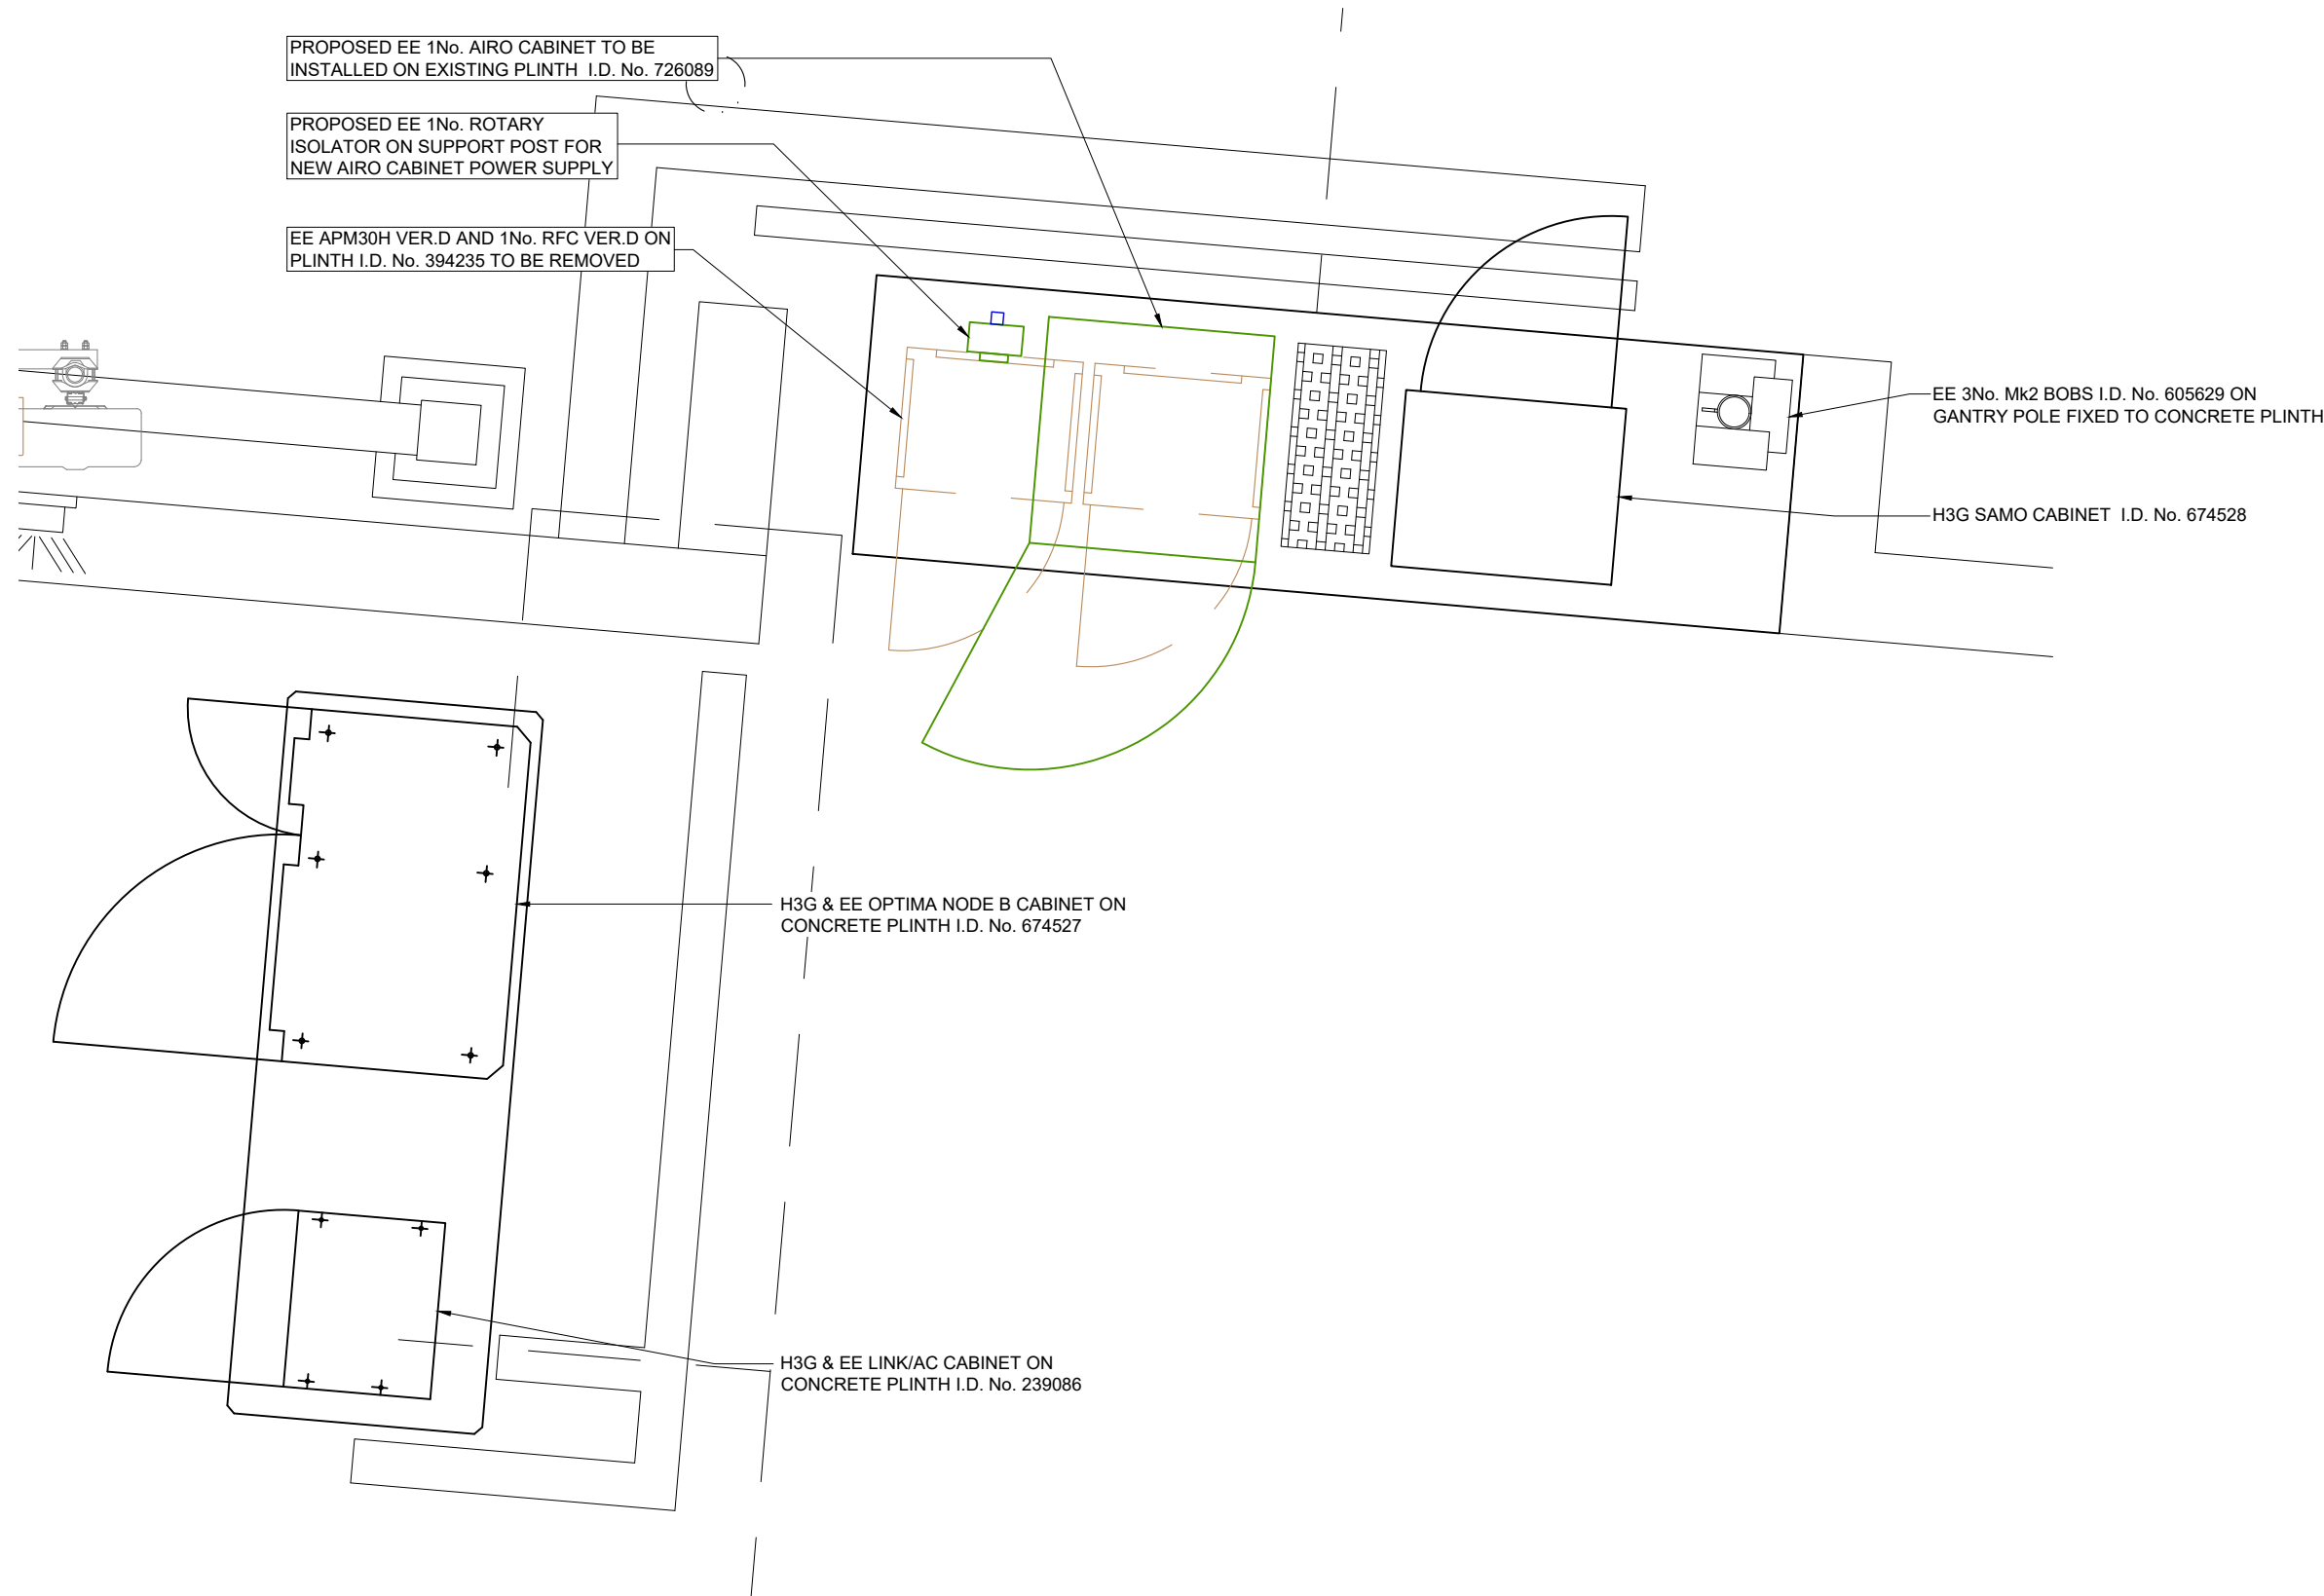 PROPOSED EE 1No. AIRO CABINET TO BE
INSTALLED ON EXISTING PLINTH I.D. No. 726089
PROPOSED EE 1No. ROTARY
ISOLATOR ON SUPPORT POST FOR
NEW AIRO CABINET POWER SUPPLY
EE APM30H VER.D AND 1No. RFC VER.D ON
PLINTH I.D. No. 394235 TO BE REMOVED
EE 3No. Mk2 BOBS I.D. No. 605629 ON
GANTRY POLE FIXED TO CONCRETE PLINTH
H3G SAMO CABINET I.D. No. 674528
H3G & EE OPTIMA NODE B CABINET ON
CONCRETE PLINTH I.D. No. 674527
H3G & EE LINK/AC CABINET ON
CONCRETE PLINTH I.D. No. 239086